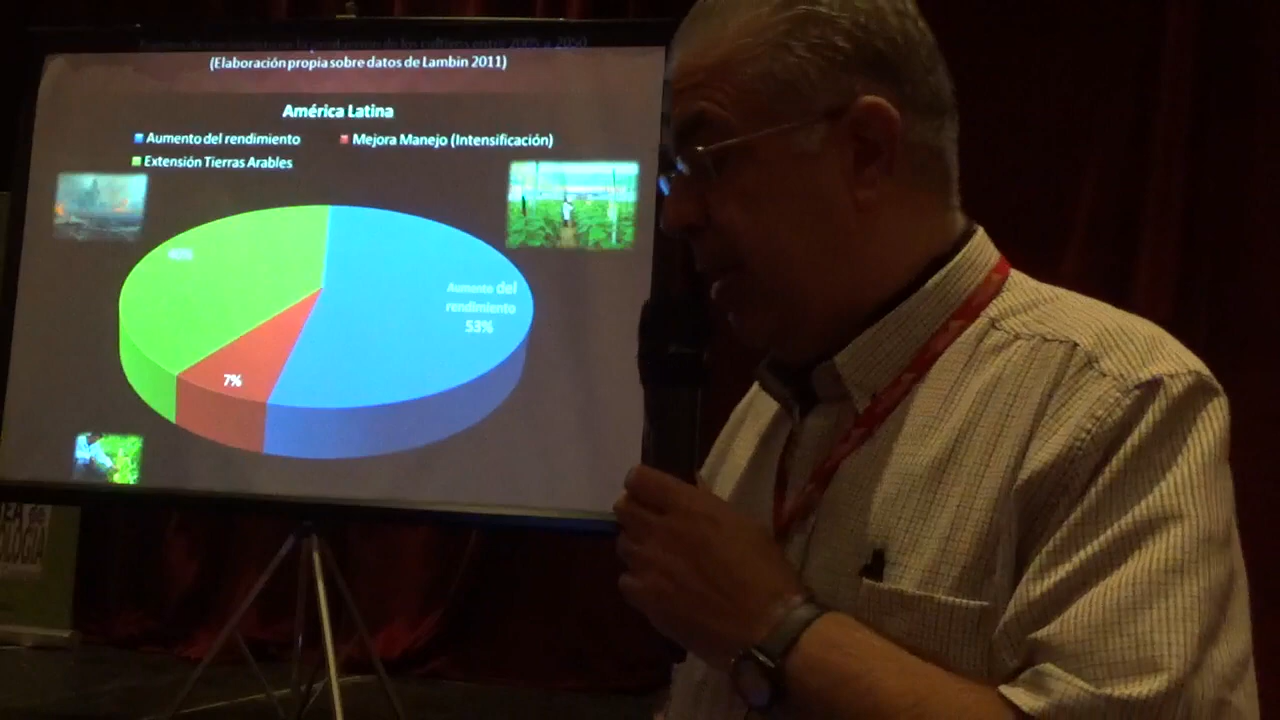 (Elaboración propia sobre datos de Lambin 2011)
América Latina
Aumento del rendimiento
Mejora Manejo (Intensificación)
Extensión Tierras Arables
40%
Aumento del
rendimiento
53%
7%